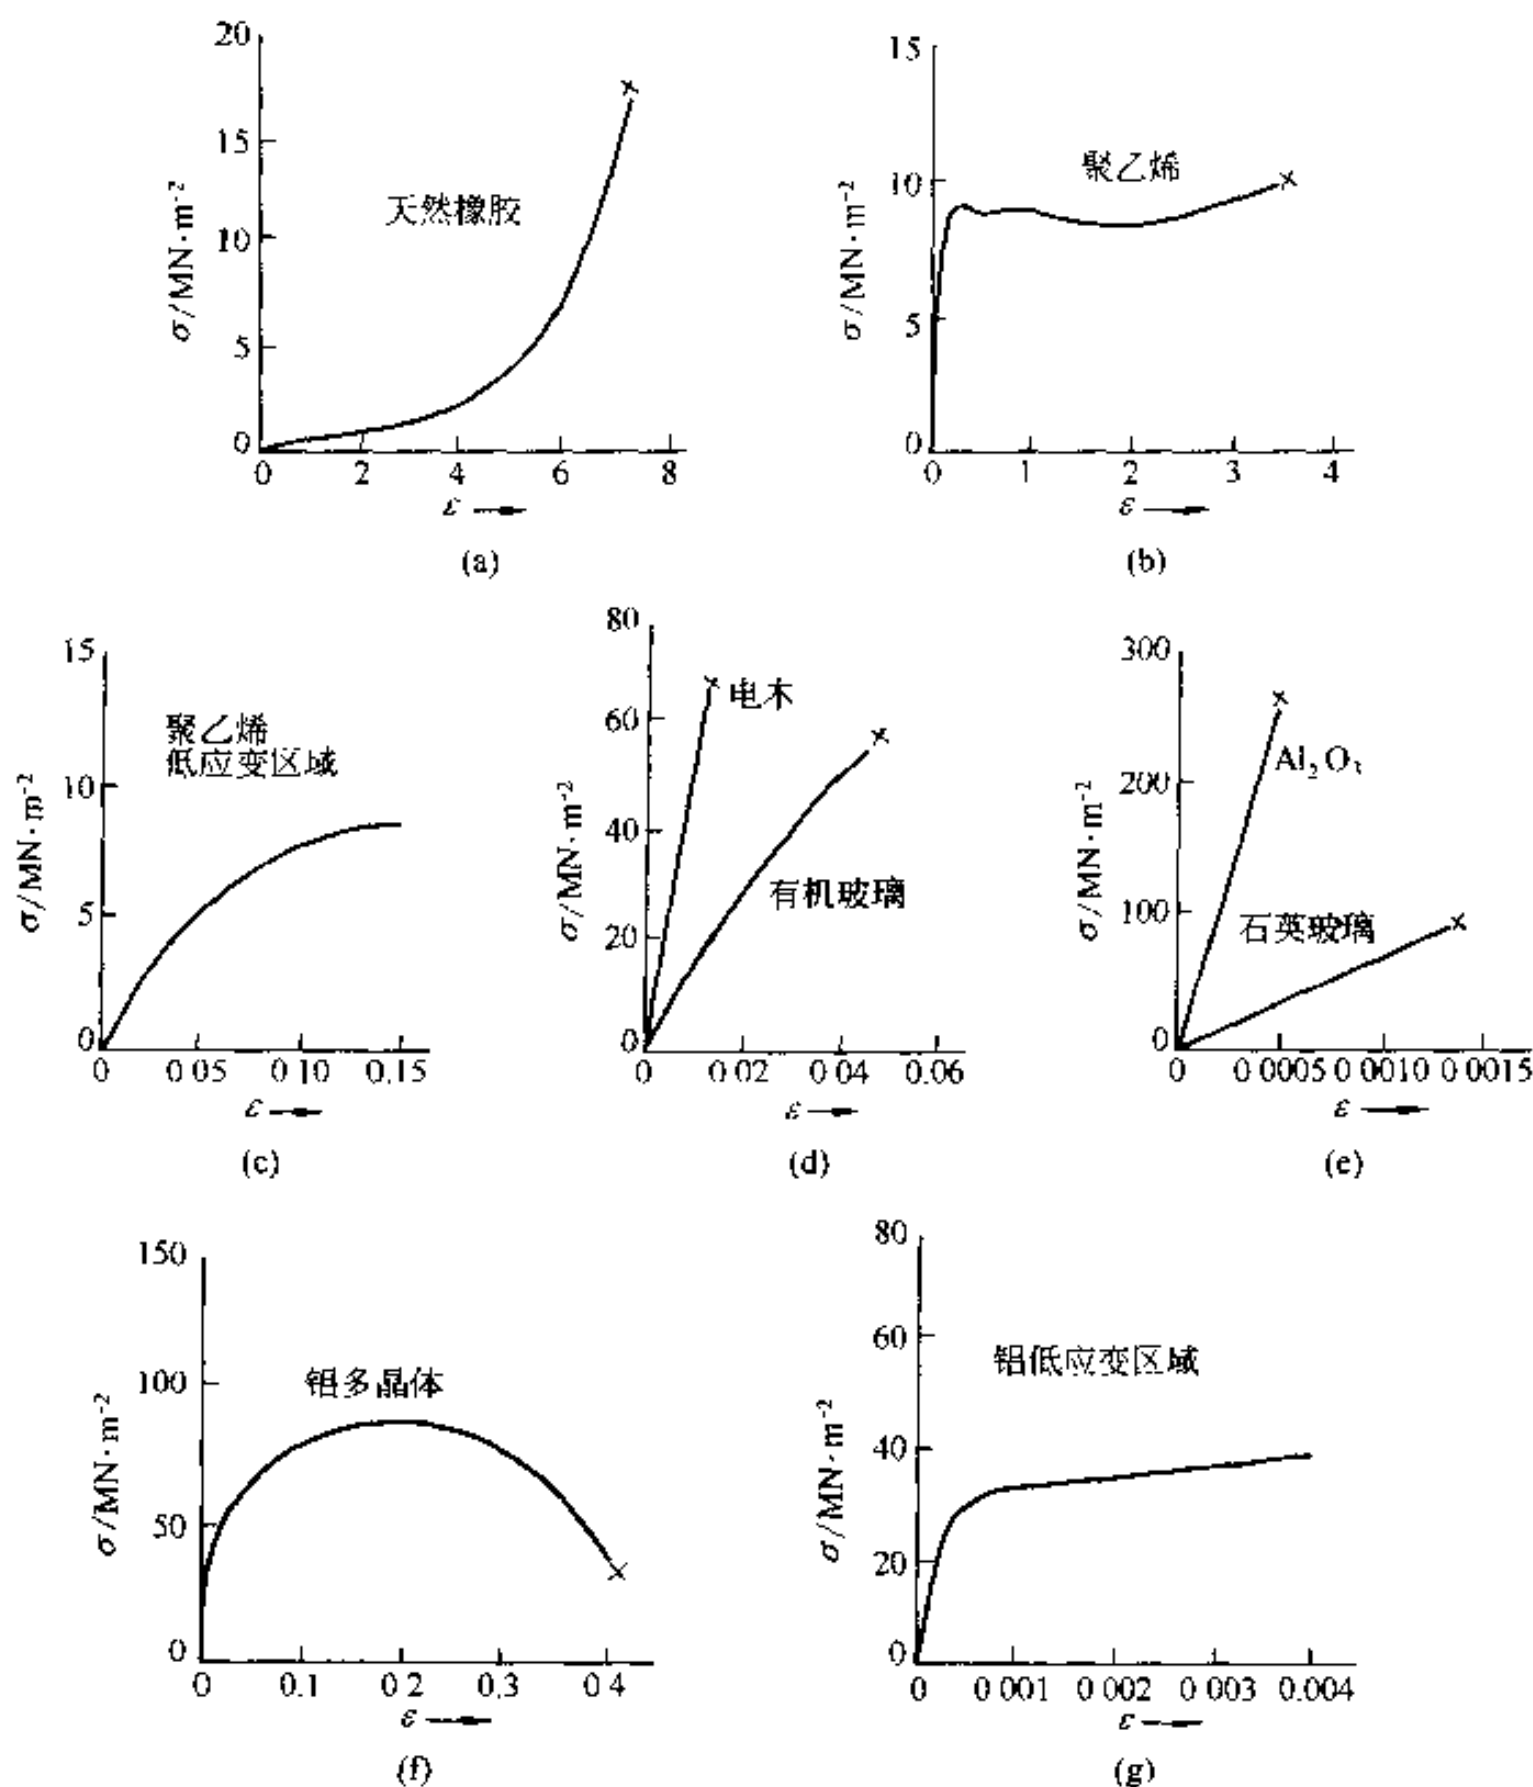 20
15
10
5
0
σ/MN·m⁻²
天然橡胶
0 2 4 6 8
ε
(a)
15
10
5
0
σ/MN·m⁻²
聚乙烯
0 1 2 3 4
ε
(b)
15
10
5
0
σ/MN·m⁻²
聚乙烯
低应变区域
0 0 05 0 10 0.15
ε
(c)
80
60
40
20
0
σ/MN·m⁻²
电木
有机玻璃
0 0 02 0 04 0.06
ε
(d)
300
200
100
0
σ/MN·m⁻²
Al₂O₃
石英玻璃
0 0 0005 0 0010 0 0015
ε
(e)
150
100
50
0
σ/MN·m⁻²
铝多晶体
0 0.1 0 2 0.3 0 4
ε
(f)
80
60
40
20
0
σ/MN·m⁻²
铝低应变区域
0 0 001 0 002 0 003 0.004
ε
(g)